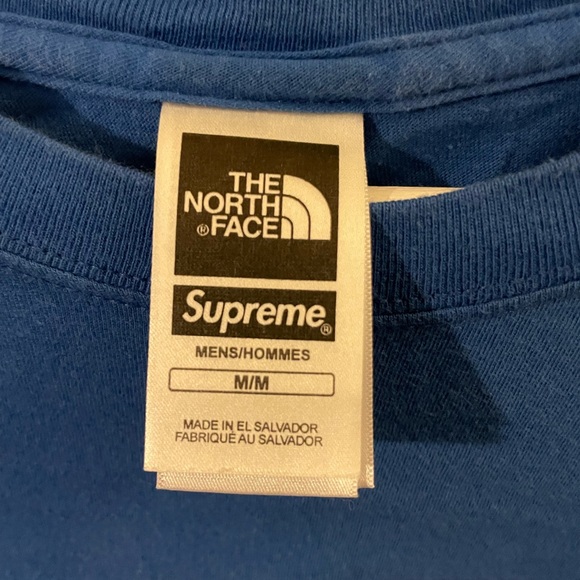 THE
NORTH
®FACE
Supreme®
MENS/HOMMES
M/M
MADE IN EL SALVADOR
FABRIQUÉ AU SALVADOR